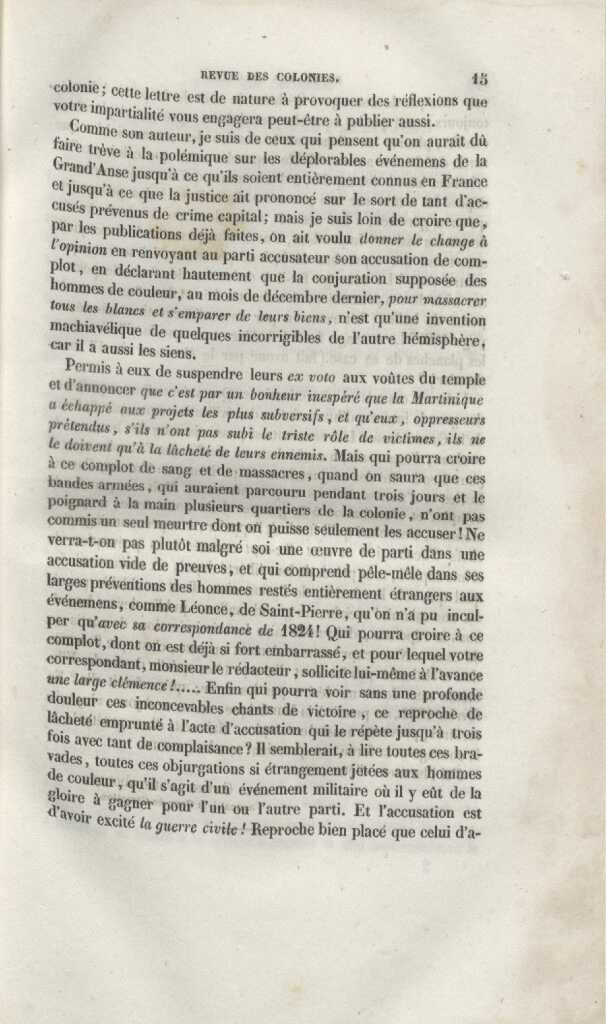 REVUE DES COLONIES. 15
colonie; cette lettre est de nature à provoquer des réflexions que
votre impartialité vous engagera peut-être à publier aussi.
Comme son auteur, je suis de ceux qui pensent qu'on aurait dû
faire trève à la polémique sur les déplorables événemens de la
Grand'Anse jusqu'à ce qu'ils soient entièrement connus en France
et jusqu'à ce que la justice ait prononcé sur le sort de tant d'ac-
cusés prévenus de crime capital; mais je suis loin de croire que,
par les publications déjà faites, on ait voulu donner le change à
l'opinion en renvoyant au parti accusateur son accusation de com-
plot, en déclarant hautement que la conjuration supposée des
hommes de couleur, au mois de décembre dernier, pour massacrer
tous les blancs et s'emparer de leurs biens, n'est qu'une invention
machiavélique de quelques incorrigibles de l'autre hémisphère,
car il a aussi les siens.
Permis à eux de suspendre leurs ex voto aux voûtes du temple
et d'annoncer que c'est par un bonheur inespéré que la Martinique
a échappé aux projets les plus subversifs, et qu'eux, oppresseurs
prétendus, s'ils n'ont pas subi le triste rôle de victimes, ils ne
le doivent qu'à la lâcheté de leurs ennemis. Mais qui pourra croire
à ce complot de sang et de massacres, quand on saura que ces
bandes armées, qui auraient parcouru pendant trois jours et le
poignard à la main plusieurs quartiers de la colonie, n'ont pas
commis un seul meurtre dont on puisse seulement les accuser! Ne
verra-t-on pas plutôt malgré soi une œuvre de parti dans une
accusation vide de preuves, et qui comprend pêle-mêle dans ses
larges préventions des hommes restés entièrement étrangers aux
événemens, comme Léonce, de Saint-Pierre, qu'on n'a pu incul-
per qu'avec sa correspondance de 1824! Qui pourra croire à ce
complot, dont on est déjà si fort embarrassé, et pour lequel votre
correspondant, monsieur le rédacteur, sollicite lui-même à l'avance
une large clémence!..... Enfin qui pourra voir sans une profonde
douleur ces inconcevables chants de victoire, ce reproche de
lâcheté emprunté à l'acte d'accusation qui le répète jusqu'à trois
fois avec tant de complaisance? Il semblerait, à lire toutes ces bra-
vades, toutes ces objurgations si étrangement jetées aux hommes
de couleur, qu'il s'agit d'un événement militaire où il y eût de la
gloire à gagner pour l'un ou l'autre parti. Et l'accusation est
d'avoir excité la guerre civile! Reproche bien placé que celui d'a-